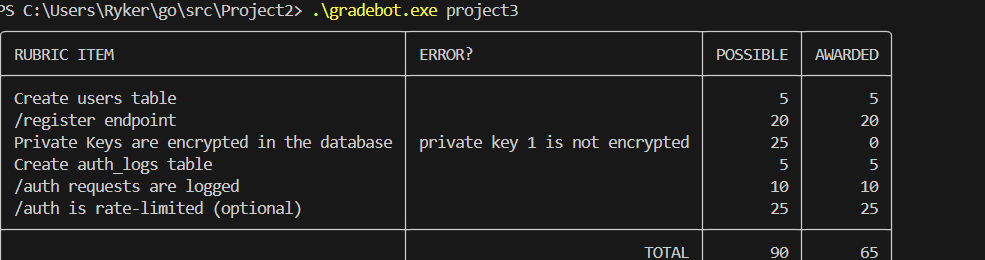 PS C:\Users\Ryker\go\src\Project2> .\gradebot.exe project3
RUBRIC ITEM ERROR? POSSIBLE AWARDED
Create users table 5 5
/register endpoint 20 20
Private Keys are encrypted in the database private key 1 is not encrypted 25 0
Create auth_logs table 5 5
/auth requests are logged 10 10
/auth is rate-limited (optional) 25 25
TOTAL 90 65